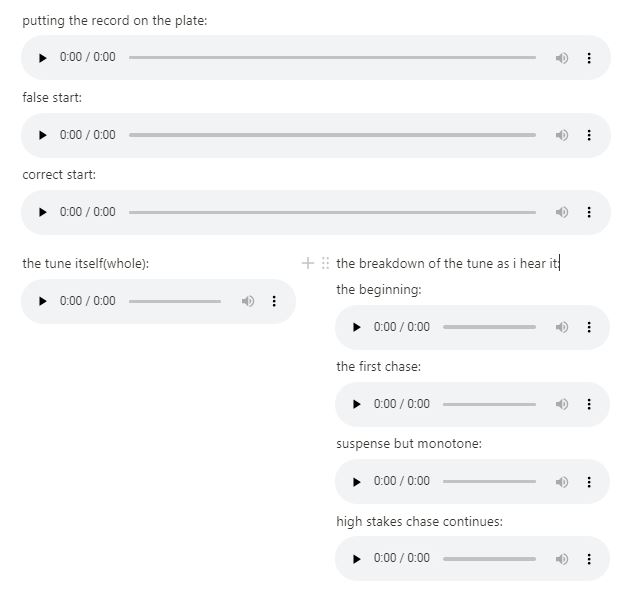 putting the record on the plate:
0:00 / 0:00
false start:
0:00 / 0:00
correct start:
0:00 / 0:00
the tune itself(whole):
0:00 / 0:00
the breakdown of the tune as i hear it:
the beginning:
0:00 / 0:00
the first chase:
0:00 / 0:00
suspense but monotone:
0:00 / 0:00
high stakes chase continues:
0:00 / 0:00